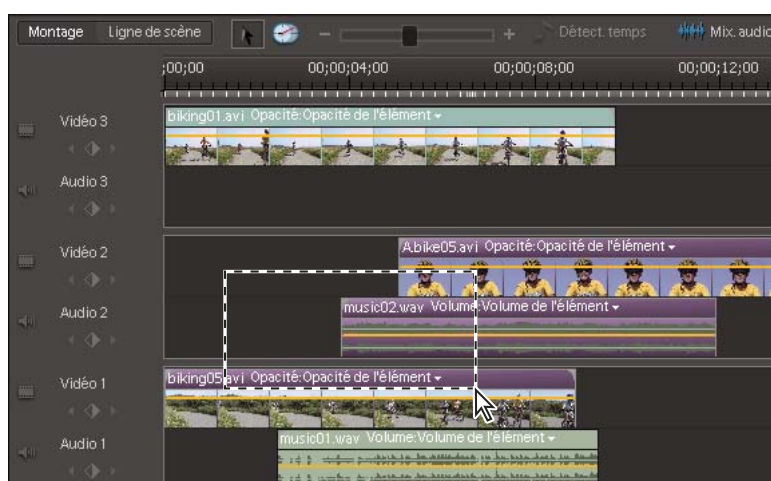 Montage Ligne de scène Détect. temps Mix. audio
;00;00 00;00;04;00 00;00;08;00 00;00;12;00
biking01.avi Opacité:Opacité de l'élément
Vidéo 3
Audio 3
A.bike05.avi Opacité:Opacité de l'élément
Vidéo 2
music02.wav Volume:Volume de l'élément
Audio 2
biking05.avi Opacité:Opacité de l'élément
Vidéo 1
music01.wav Volume:Volume de l'élément
Audio 1